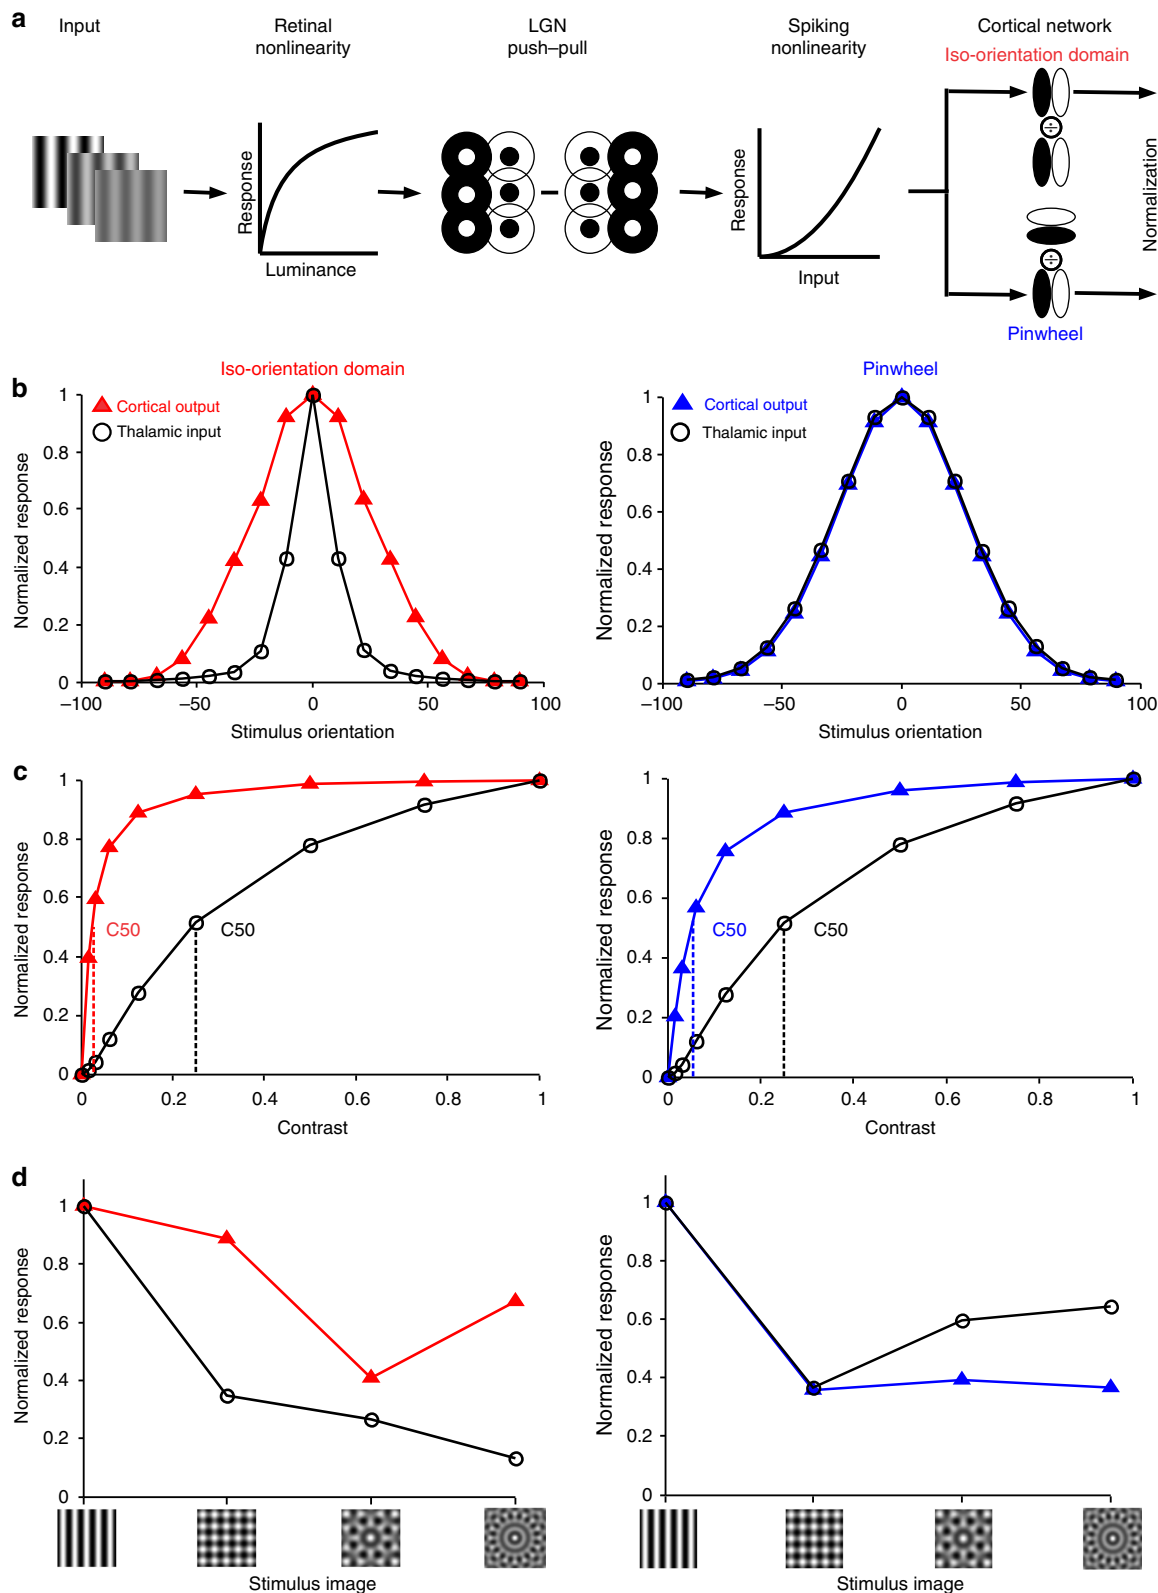 a
Input
Retinal
nonlinearity
LGN
push–pull
Spiking
nonlinearity
Cortical network
Iso-orientation domain
Response
Luminance
Response
Input
÷
÷
Normalization
Pinwheel
b
Iso-orientation domain
Cortical output
Thalamic input
Normalized response
1
0.8
0.6
0.4
0.2
0
−100
−50
0
50
100
Stimulus orientation
Pinwheel
Cortical output
Thalamic input
Normalized response
1
0.8
0.6
0.4
0.2
0
−100
−50
0
50
100
Stimulus orientation
c
Normalized response
1
0.8
0.6
0.4
0.2
0
C50
C50
0
0.2
0.4
0.6
0.8
1
Contrast
Normalized response
1
0.8
0.6
0.4
0.2
0
C50
C50
0
0.2
0.4
0.6
0.8
1
Contrast
d
Normalized response
1
0.8
0.6
0.4
0.2
0
Stimulus image
Normalized response
1
0.8
0.6
0.4
0.2
0
Stimulus image